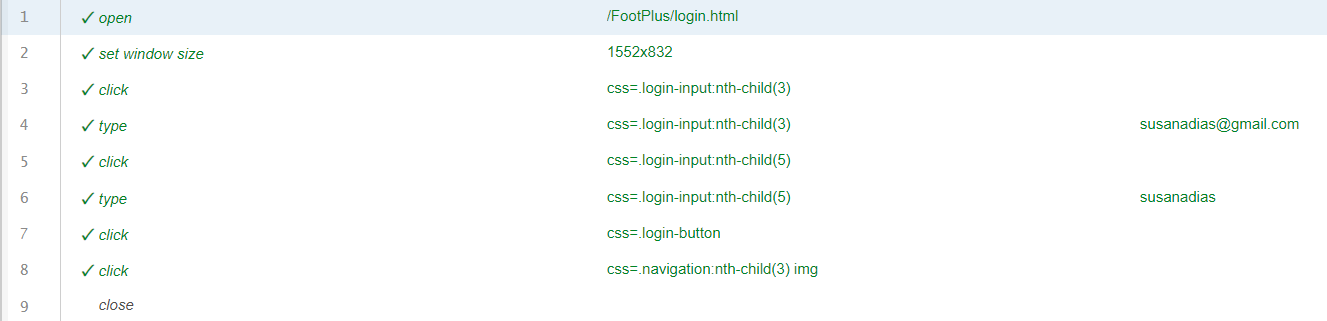 1 ✓ open /FootPlus/login.html
2 ✓ set window size 1552x832
3 ✓ click css=.login-input:nth-child(3)
4 ✓ type css=.login-input:nth-child(3) susanadias@gmail.com
5 ✓ click css=.login-input:nth-child(5)
6 ✓ type css=.login-input:nth-child(5) susanadias
7 ✓ click css=.login-button
8 ✓ click css=.navigation:nth-child(3) img
9 close